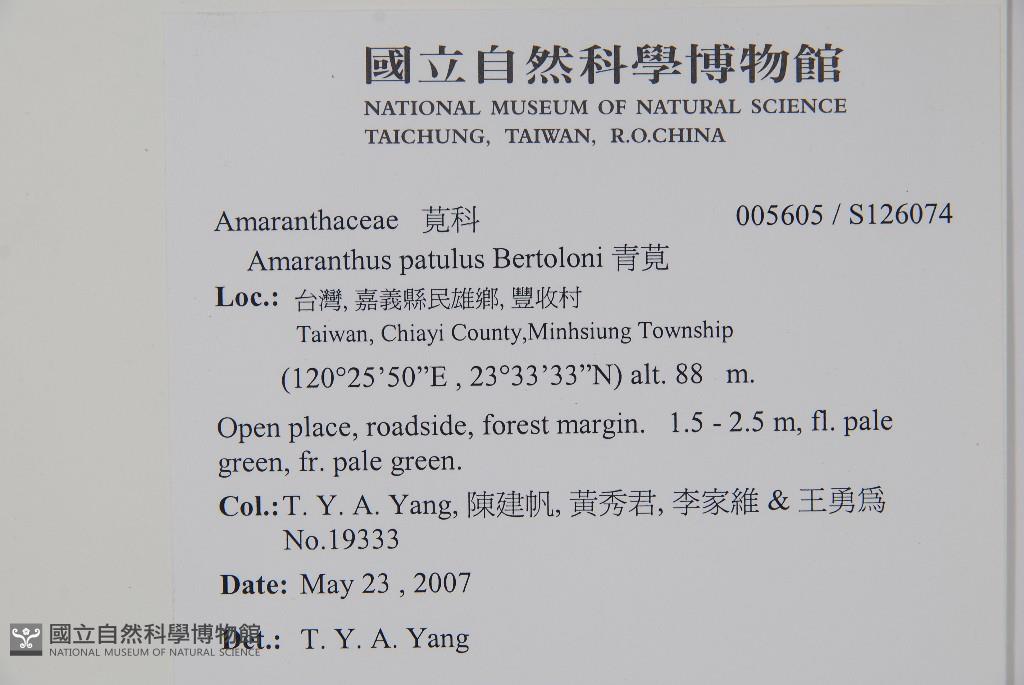 國立自然科學博物館
NATIONAL MUSEUM OF NATURAL SCIENCE
TAICHUNG, TAIWAN, R.O.CHINA
Amaranthaceae 莧科 005605 / S126074
Amaranthus patulus Bertoloni 青莧
Loc.: 台灣, 嘉義縣民雄鄉, 豐收村
Taiwan, Chiayi County,Minhsiung Township
(120°25’50”E , 23°33’33”N) alt. 88 m.
Open place, roadside, forest margin. 1.5 - 2.5 m, fl. pale
green, fr. pale green.
Col.: T. Y. A. Yang, 陳建帆, 黃秀君, 李家維 & 王勇為
No.19333
Date: May 23 , 2007
Det.: T. Y. A. Yang
國立自然科學博物館
NATIONAL MUSEUM OF NATURAL SCIENCE